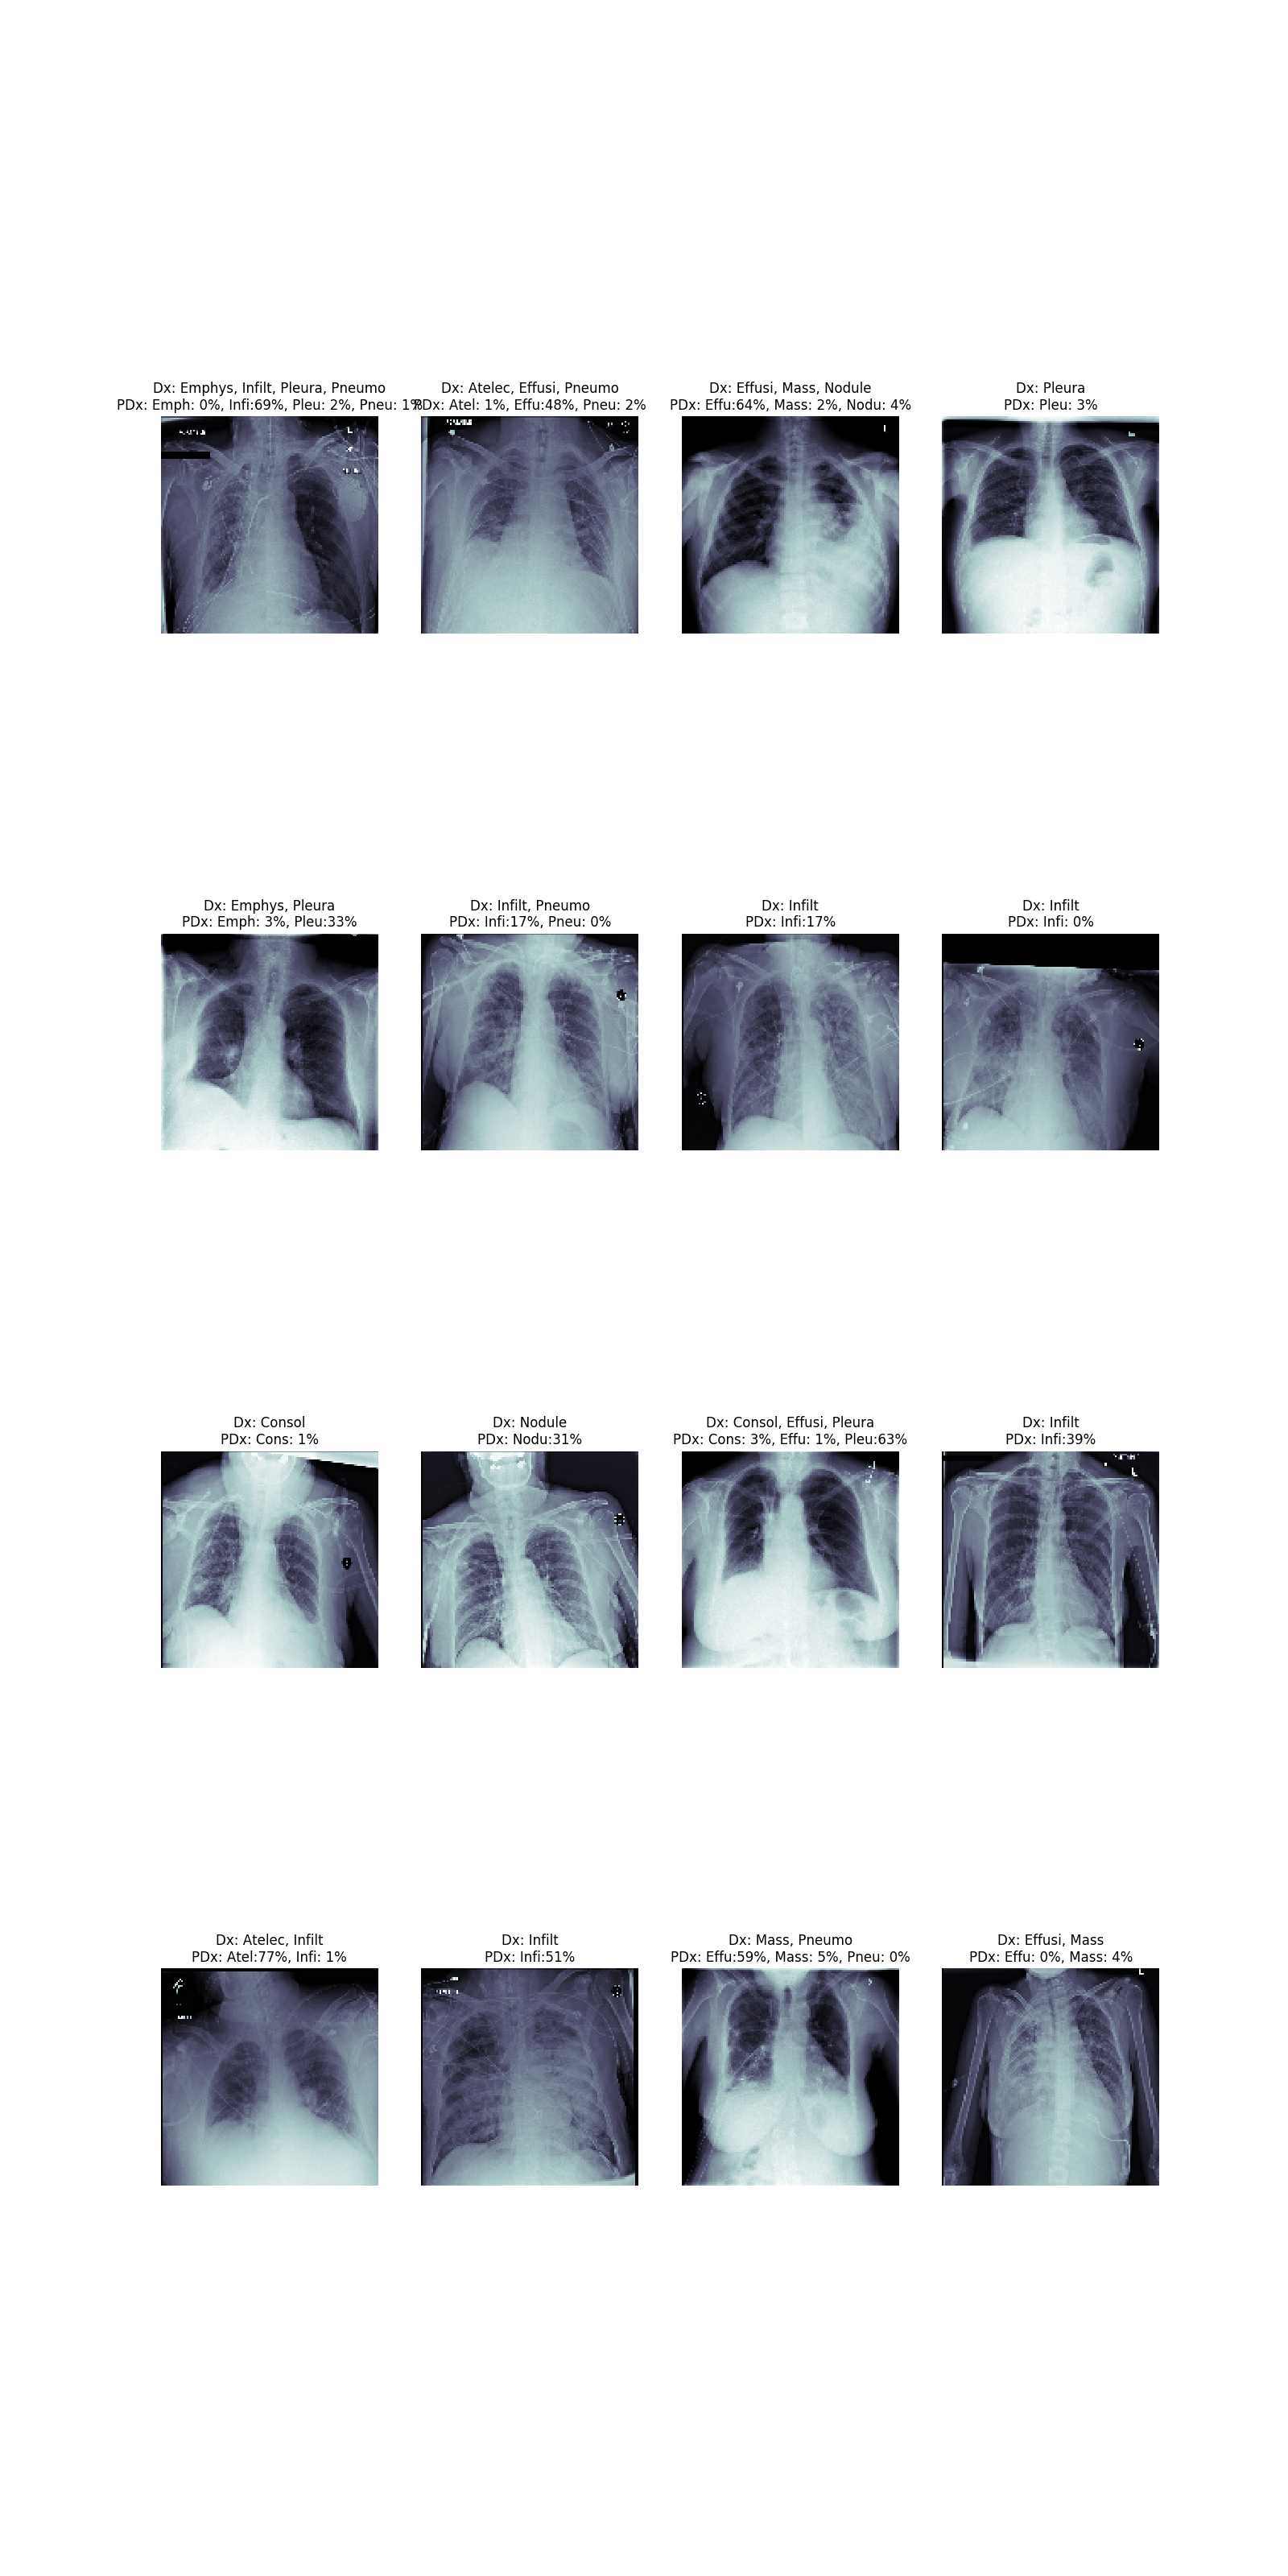 Dx: Emphys, Infilt, Pleura, Pneumo
PDx: Emph: 0%, Infi:69%, Pleu: 2%, Pneu: 1%
Dx: Atelec, Effusi, Pneumo
PDx: Atel: 1%, Effu:48%, Pneu: 2%
Dx: Effusi, Mass, Nodule
PDx: Effu:64%, Mass: 2%, Nodu: 4%
Dx: Pleura
PDx: Pleu: 3%
L
Dx: Emphys, Pleura
PDx: Emph: 3%, Pleu:33%
Dx: Infilt, Pneumo
PDx: Infi:17%, Pneu: 0%
Dx: Infilt
PDx: Infi:17%
Dx: Infilt
PDx: Infi: 0%
Dx: Consol
PDx: Cons: 1%
Dx: Nodule
PDx: Nodu:31%
Dx: Consol, Effusi, Pleura
PDx: Cons: 3%, Effu: 1%, Pleu:63%
Dx: Infilt
PDx: Infi:39%
L
Dx: Atelec, Infilt
PDx: Atel:77%, Infi: 1%
Dx: Infilt
PDx: Infi:51%
Dx: Mass, Pneumo
PDx: Effu:59%, Mass: 5%, Pneu: 0%
Dx: Effusi, Mass
PDx: Effu: 0%, Mass: 4%
L